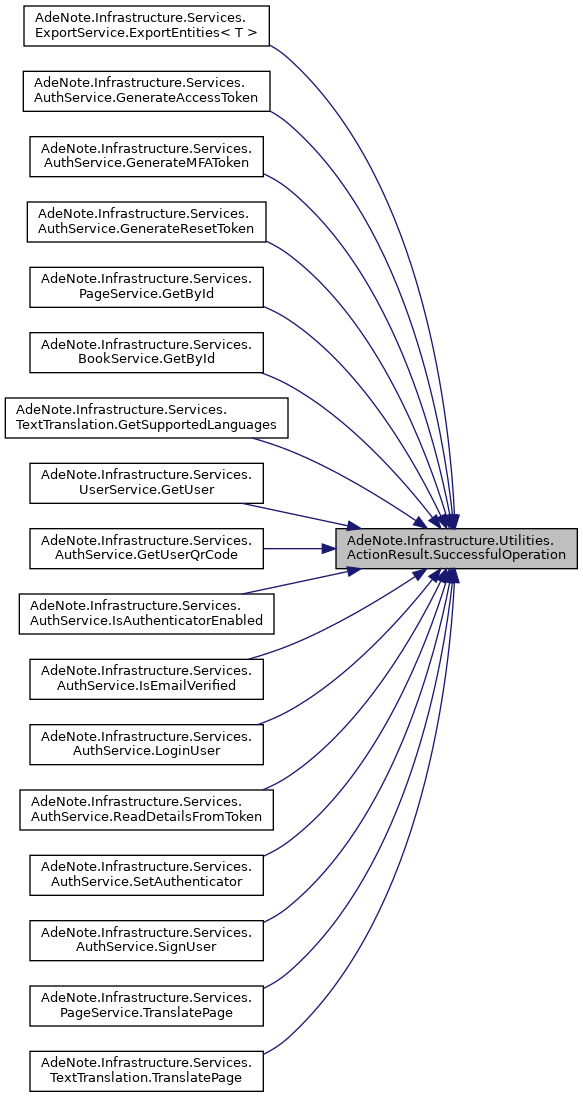 AdeNote.Infrastructure.Services.
ExportService.ExportEntities< T >
AdeNote.Infrastructure.Services.
AuthService.GenerateAccessToken
AdeNote.Infrastructure.Services.
AuthService.GenerateMFAToken
AdeNote.Infrastructure.Services.
AuthService.GenerateResetToken
AdeNote.Infrastructure.Services.
PageService.GetById
AdeNote.Infrastructure.Services.
BookService.GetById
AdeNote.Infrastructure.Services.
TextTranslation.GetSupportedLanguages
AdeNote.Infrastructure.Services.
UserService.GetUser
AdeNote.Infrastructure.Services.
AuthService.GetUserQrCode
AdeNote.Infrastructure.Utilities.
ActionResult.SuccessfulOperation
AdeNote.Infrastructure.Services.
AuthService.IsAuthenticatorEnabled
AdeNote.Infrastructure.Services.
AuthService.IsEmailVerified
AdeNote.Infrastructure.Services.
AuthService.LoginUser
AdeNote.Infrastructure.Services.
AuthService.ReadDetailsFromToken
AdeNote.Infrastructure.Services.
AuthService.SetAuthenticator
AdeNote.Infrastructure.Services.
AuthService.SignUser
AdeNote.Infrastructure.Services.
PageService.TranslatePage
AdeNote.Infrastructure.Services.
TextTranslation.TranslatePage